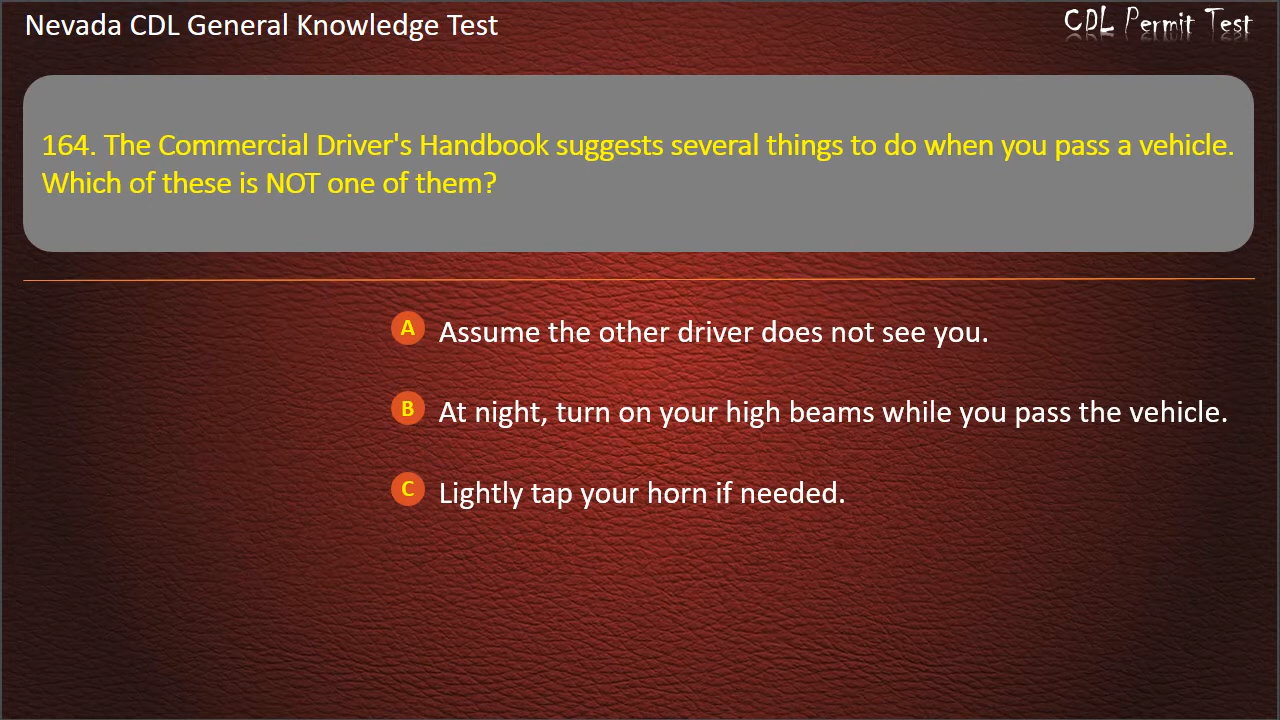 Nevada CDL General Knowledge Test
CDL Permit Test
164. The Commercial Driver's Handbook suggests several things to do when you pass a vehicle.
Which of these is NOT one of them?
A Assume the other driver does not see you.
B At night, turn on your high beams while you pass the vehicle.
C Lightly tap your horn if needed.